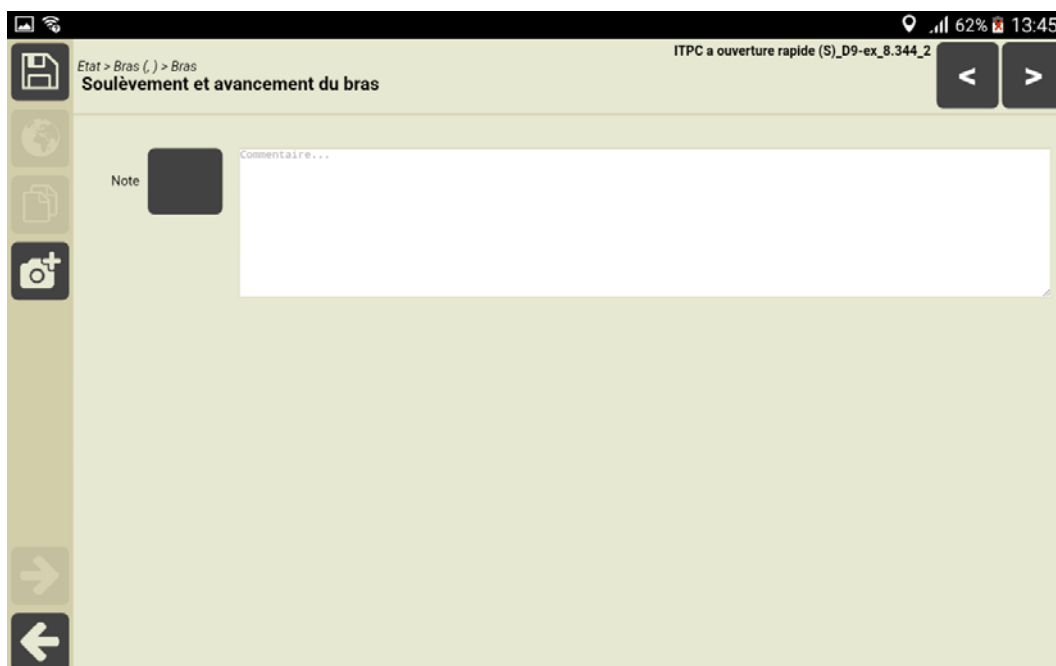 62% 13:45
ITPC a ouverture rapide (S)_D9-ex_8.344_2
Etat > Bras (, ) > Bras
Soulèvement et avancement du bras
< >
Note
Commentaire...